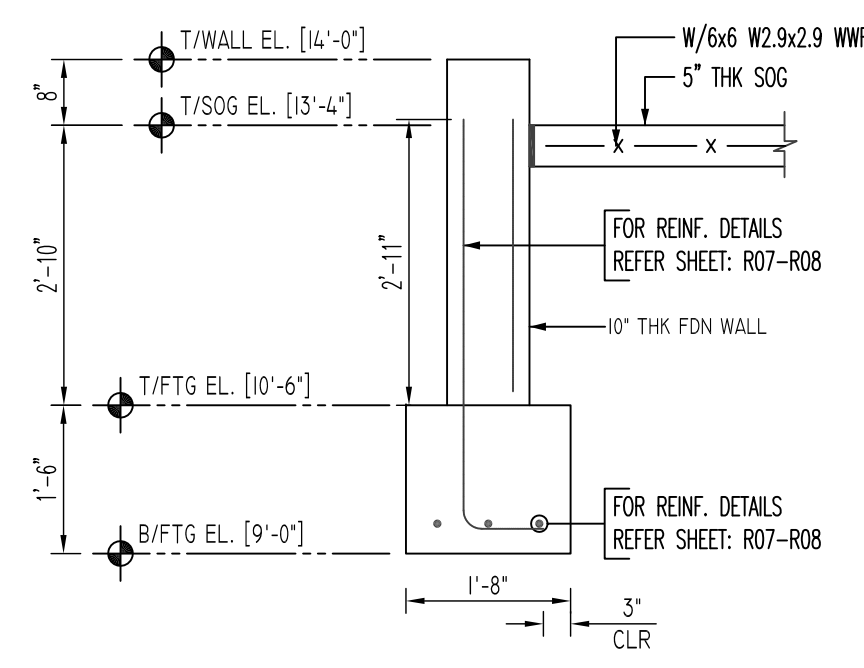 T/WALL EL. [14'-0"]
W/6x6 W2.9x2.9 WWF
8"
5" THK SOG
T/SOG EL. [13'-4"]
x x
2'-10"
2'-11"
FOR REINF. DETAILS
REFER SHEET: R07-R08
10" THK FDN WALL
T/FTG EL. [10'-6"]
1'-6"
FOR REINF. DETAILS
REFER SHEET: R07-R08
B/FTG EL. [9'-0"]
1'-8"
3"
CLR